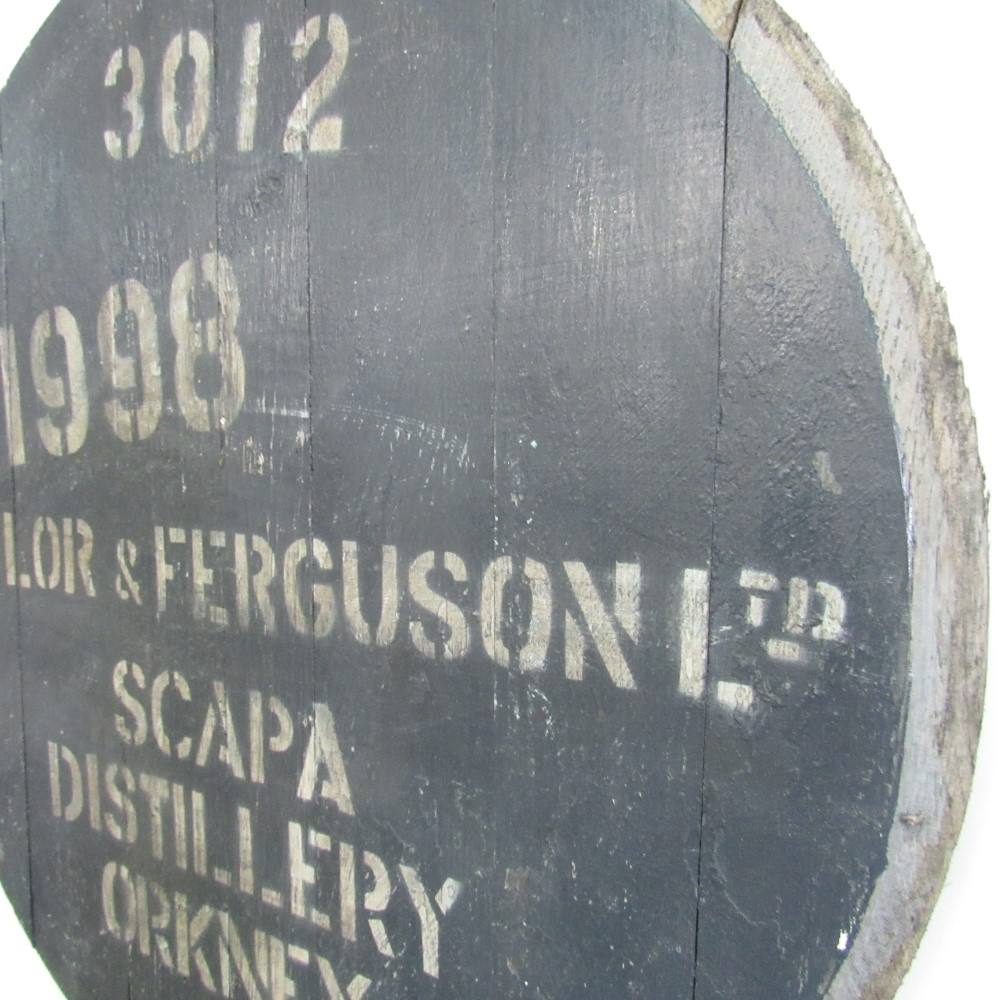 3012
1998
LOR & FERGUSON LTD
SCAPA
DISTILLERY
ORKNEY